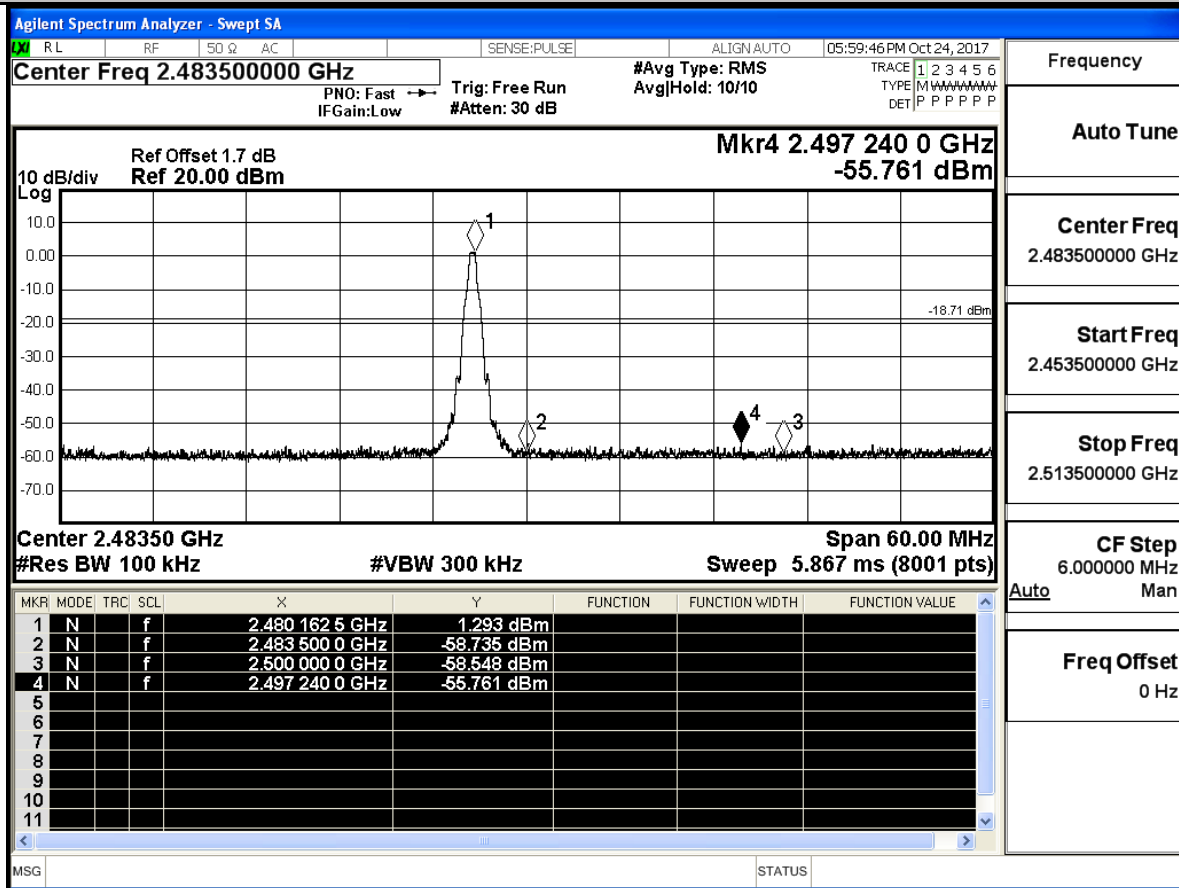 Agilent Spectrum Analyzer - Swept SA
LXI RL RF 50 Ω AC SENSE:PULSE ALIGN AUTO 05:59:46 PM Oct 24, 2017
Center Freq 2.483500000 GHz
#Avg Type: RMS
TRACE 1 2 3 4 5 6
PNO: Fast
Trig: Free Run
Avg|Hold: 10/10
TYPE M WWWWW
IFGain:Low
#Atten: 30 dB
DET P P P P P P
Ref Offset 1.7 dB
Mkr4 2.497 240 0 GHz
10 dB/div Ref 20.00 dBm
-55.761 dBm
Log
10.0
0.00
-10.0
-20.0
-30.0
-40.0
-50.0
-60.0
-70.0
1
-18.71 dBm
2
4
3
Center 2.48350 GHz
Span 60.00 MHz
#Res BW 100 kHz
#VBW 300 kHz
Sweep 5.867 ms (8001 pts)
MKR MODE TRC SCL X Y FUNCTION FUNCTION WIDTH FUNCTION VALUE
1 N f 2.480 162 5 GHz 1.293 dBm
2 N f 2.483 500 0 GHz -58.735 dBm
3 N f 2.500 000 0 GHz -58.548 dBm
4 N f 2.497 240 0 GHz -55.761 dBm
5
6
7
8
9
10
11
MSG
STATUS
Frequency
Auto Tune
Center Freq
2.483500000 GHz
Start Freq
2.453500000 GHz
Stop Freq
2.513500000 GHz
CF Step
6.000000 MHz
Auto Man
Freq Offset
0 Hz